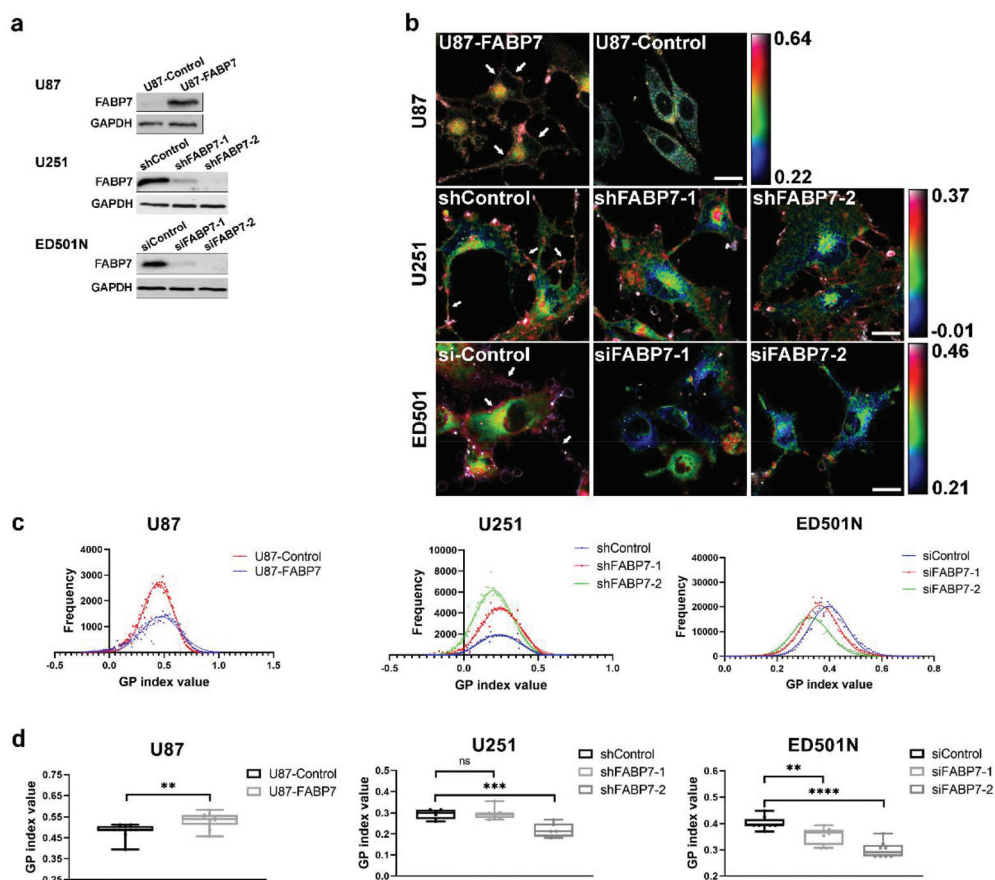 a
U87-Control
U87-FABP7
U87
FABP7
GAPDH
shControl
shFABP7-1
shFABP7-2
U251
FABP7
GAPDH
siControl
siFABP7-1
siFABP7-2
ED501N
FABP7
GAPDH
b
U87-FABP7 U87-Control
U87
0.64
0.22
shControl shFABP7-1 shFABP7-2
U251
0.37
-0.01
si-Control siFABP7-1 siFABP7-2
ED501
0.46
0.21
c
U87
U87-Control
U87-FABP7
Frequency
4000
3000
2000
1000
-0.5 0.0 0.5 1.0 1.5
GP index value
U251
shControl
shFABP7-1
shFABP7-2
Frequency
10000
8000
6000
4000
2000
0
-0.5 0.0 0.5 1.0
GP index value
ED501N
siControl
siFABP7-1
siFABP7-2
Frequency
40000
30000
20000
10000
0
0.0 0.2 0.4 0.6 0.8
GP index value
d
U87
U87-Control
U87-FABP7
GP index value
0.75
0.65
0.55
0.45
0.35
0.25
**
U251
shControl
shFABP7-1
shFABP7-2
GP index value
0.5
0.4
0.3
0.2
0.1
0.0
ns
***
ED501N
siControl
siFABP7-1
siFABP7-2
GP index value
0.6
0.5
0.4
0.3
0.2
**
****